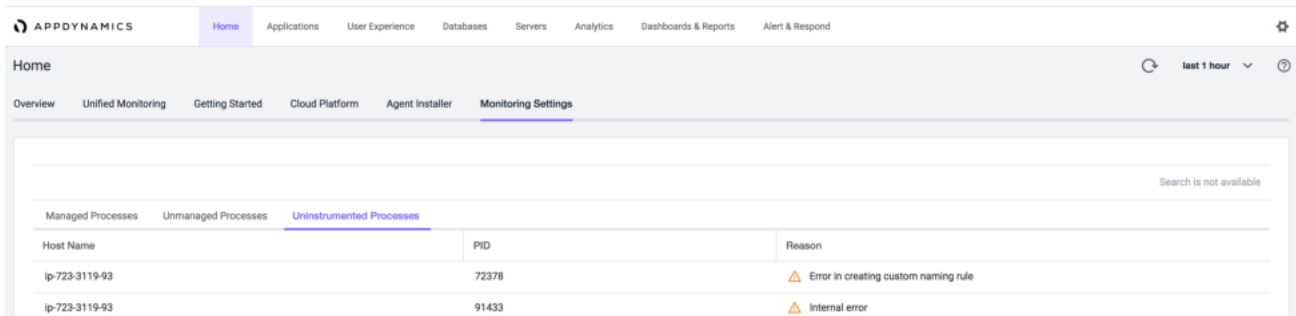 APPDYNAMICS Home Applications User Experience Databases Servers Analytics Dashboards & Reports Alert & Respond
Home last 1 hour
Overview Unified Monitoring Getting Started Cloud Platform Agent Installer Monitoring Settings
Search is not available
Managed Processes Unmanaged Processes Uninstrumented Processes
Host Name PID Reason
ip-723-3119-93 72378 Error in creating custom naming rule
ip-723-3119-93 91433 Internal error